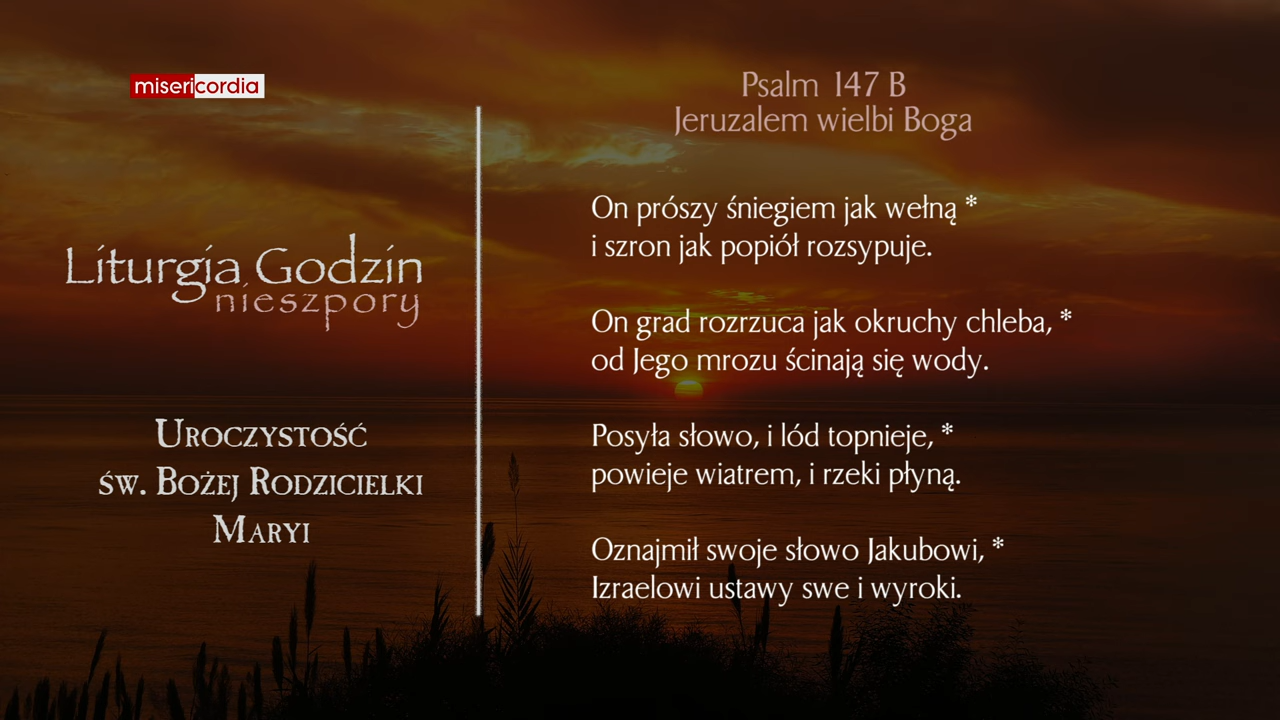 misericordia
Liturgia Godzin
nieszpory
Uroczystość
św. Bożej Rodzicielki
Maryi
Psalm 147 B
Jeruzalem wielbi Boga
On prószy śniegiem jak wełną *
i szron jak popiół rozsypuje.
On grad rozrzuca jak okruchy chleba, *
od Jego mrozu ścinają się wody.
Posyła słowo, i lód topnieje, *
powieje wiatrem, i rzeki płyną.
Oznajmił swoje słowo Jakubowi, *
Izraelowi ustawy swe i wyroki.